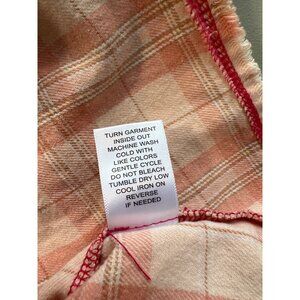 TURN GARMENT
INSIDE OUT
MACHINE WASH
COLD WITH
LIKE COLORS
GENTLE CYCLE
DO NOT BLEACH
TUMBLE DRY LOW
COOL IRON ON
REVERSE
IF NEEDED